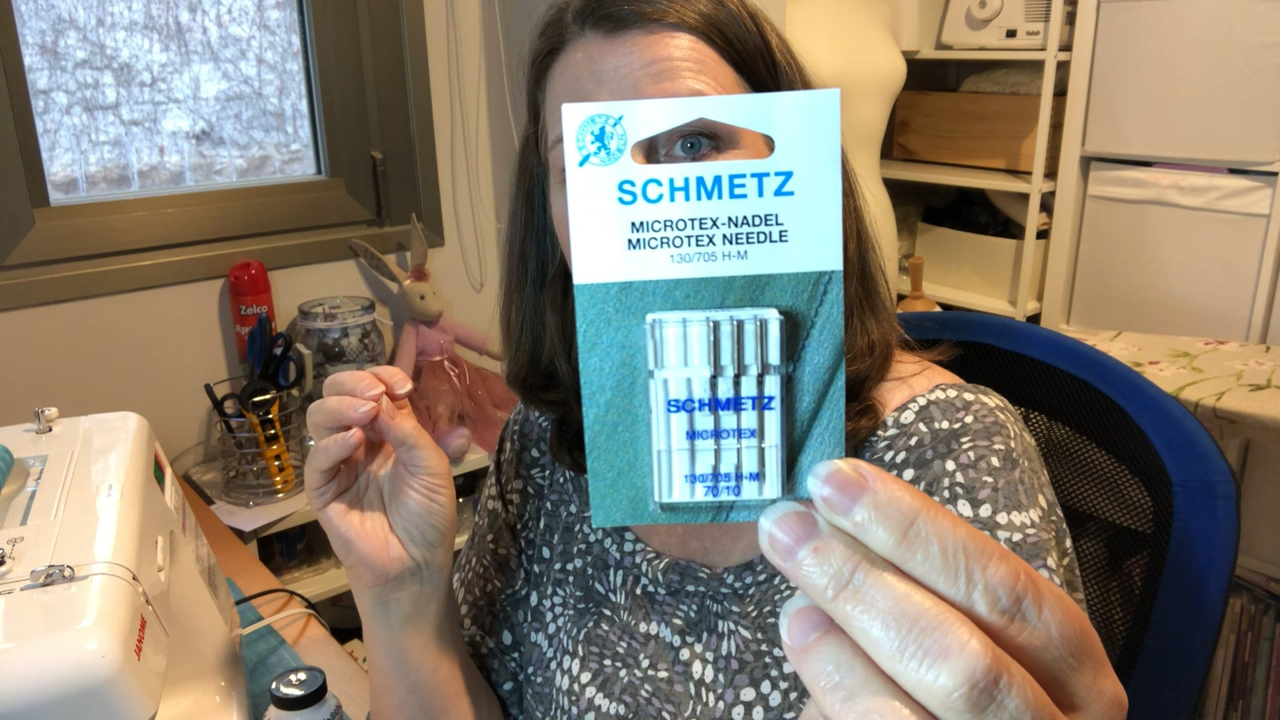 SCHMETZ
MICROTEX-NADEL
MICROTEX NEEDLE
130/705 H-M
SCHMETZ
MICROTEX
130/705 H-M
70/10
Zelco
JANOME